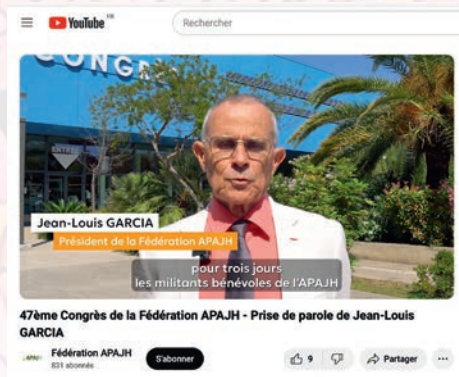 YouTube FR
Rechercher
CONGR
ENTRÉE
Jean-Louis GARCIA
Président de la Fédération APAJH
pour trois jours
les militants bénévoles de l'APAJH
47ème Congrès de la Fédération APAJH - Prise de parole de Jean-Louis
GARCIA
APAJH
Fédération APAJH
831 abonnés
S'abonner
9
Partager